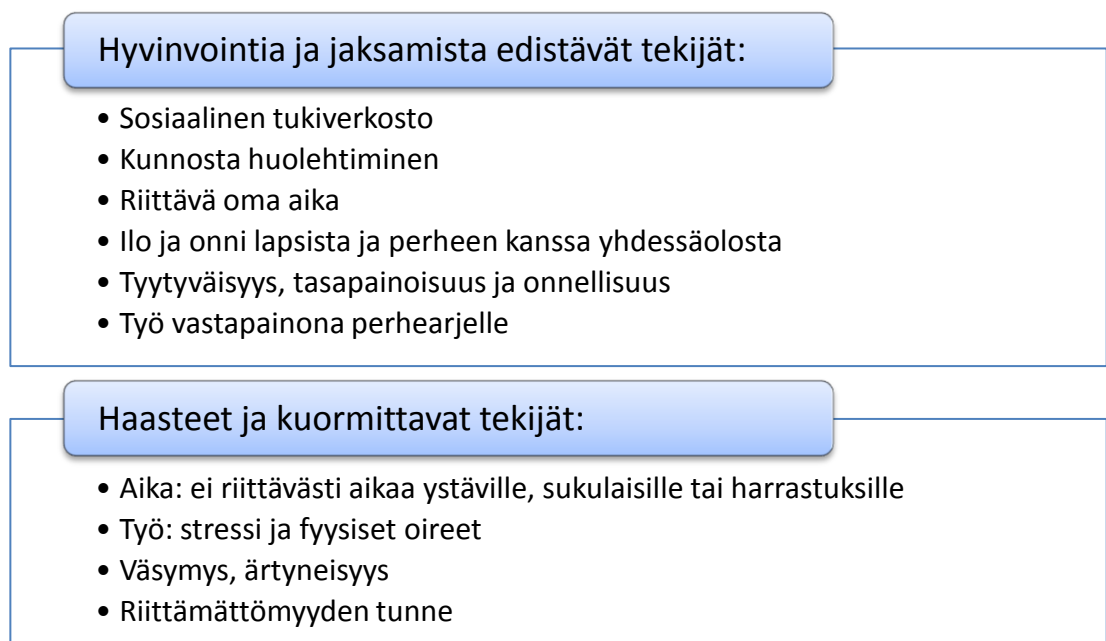 Hyvinvointia ja jaksamista edistävät tekijät:
• Sosiaalinen tukiverkosto
• Kunnosta huolehtiminen
• Riittävä oma aika
• Ilo ja onni lapsista ja perheen kanssa yhdessäolosta
• Tyytyväisyys, tasapainoisuus ja onnellisuus
• Työ vastapainona perhearjelle
Haasteet ja kuormittavat tekijät:
• Aika: ei riittävästi aikaa ystäville, sukulaisille tai harrastuksille
• Työ: stressi ja fyysiset oireet
• Väsymys, ärtyneisyys
• Riittämättömyyden tunne